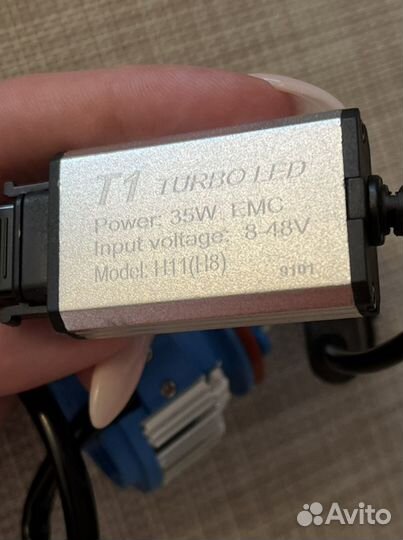 T1 TURBO LED
Power: 35W EMC
Input voltage: 8-48V
Model: H11(H8)
9101
Avito